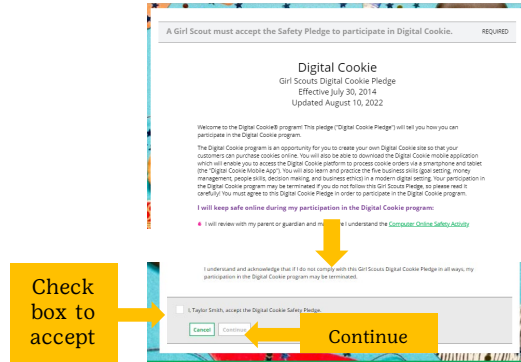 A Girl Scout must accept the Safety Pledge to participate in Digital Cookie.
REQUIRED
Digital Cookie
Girl Scouts Digital Cookie Pledge
Effective July 30, 2014
Updated August 10, 2022
Welcome to the Digital Cookie® program! This pledge ("Digital Cookie Pledge") will tell you how you can
participate in the Digital Cookie program.
The Digital Cookie program is an opportunity for you to create your own Digital Cookie site so that your
customers can purchase cookies online. You will also be able to download the Digital Cookie mobile application
which will enable you to access the Digital Cookie platform to process cookie orders via a smartphone and tablet
(the "Digital Cookie Mobile App"). You will also learn and practice the five business skills (goal setting, money
management, people skills, decision making, and business ethics) in a modern digital setting. Your participation in
the Digital Cookie program may be terminated if you do not follow this Girl Scouts Pledge, so please read it
carefully! You must agree to this Digital Cookie Pledge in order to participate in the Digital Cookie program.
I will keep safe online during my participation in the Digital Cookie program:
I will review with my parent or guardian and m e I understand the Computer Online Safety Activity
I understand and acknowledge that if I do not comply with this Girl Scouts Digital Cookie Pledge in all ways, my
participation in the Digital Cookie program may be terminated.
Check
box to
accept
I, Taylor Smith, accept the Digital Cookie Safety Pledge.
Cancel
Continue
Continue